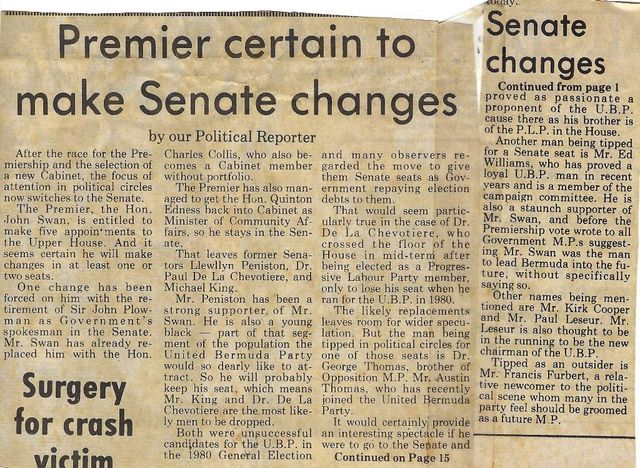 Premier certain to
make Senate changes
by our Political Reporter
After the race for the Pre-
miership and the selection of
a new Cabinet, the focus of
attention in political circles
now switches to the Senate.
The Premier, the Hon.
John Swan, is entitled to
make five appointments to
the Upper House. And it
seems certain he will make
changes in at least one or
two seats.
One change has been
forced on him with the re-
tirement of Sir John Plow-
man as Government's
spokesman in the Senate.
Mr. Swan has already re-
placed him with the Hon.
Surgery
for crash
victim
Charles Collis, who also be-
comes a Cabinet member
without portfolio.
The Premier has also man-
aged to get the Hon. Quinton
Edness back into Cabinet as
Minister of Community Af-
fairs, so he stays in the Sen-
ate.
That leaves former Sena-
tors Llewllyn Peniston, Dr.
Paul De La Chevotiere, and
Michael King.
Mr. Peniston has been a
strong supporter of Mr.
Swan. He is also a young
black — part of that seg-
ment of the population the
United Bermuda Party
would so dearly like to at-
tract. So he will probably
keep his seat, which means
Mr. King and Dr. De La
Chevotiere are the most like-
ly men to be dropped.
Both were unsuccessful
candidates for the U.B.P. in
the 1980 General Election
and many observers re-
garded the move to give
them Senate seats as Gov-
ernment repaying election
debts to them.
That would seem partic-
ularly true in the case of Dr.
De La Chevotiere, who
crossed the floor of the
House in mid-term after
being elected as a Progres-
sive Labour Party member,
only to lose his seat when he
ran for the U.B.P. in 1980.
The likely replacements
leaves room for wider specu-
lation. But the man being
tipped in political circles for
one of those seats is Dr.
George Thomas, brother of
Opposition M.P. Mr. Austin
Thomas, who has recently
joined the United Bermuda
Party.
It would certainly provide
an interesting spectacle if he
were to go to the Senate and
Continued on Page 15
today.
Senate
changes
Continued from page 1
proved as passionate a
proponent of the U.B.P.
cause there as his brother is
of the P.L.P. in the House.
Another man being tipped
for a Senate seat is Mr. Ed
Williams, who has proved a
loyal U.B.P. man in recent
years and is a member of the
campaign committee. He is
also a staunch supporter of
Mr. Swan, and before the
Premiership vote wrote to all
Government M.P.s suggest-
ing Mr. Swan was the man
to lead Bermuda into the fu-
ture, without specifically
saying so.
Other names being men-
tioned are Mr. Kirk Cooper
and Mr. Paul Leseur. Mr.
Leseur is also thought to be
in the running to be the new
chairman of the U.B.P.
Tipped as an outsider is
Mr. Francis Furbert, a rela-
tive newcomer to the politi-
cal scene whom many in the
party feel should be groomed
as a future M.P.